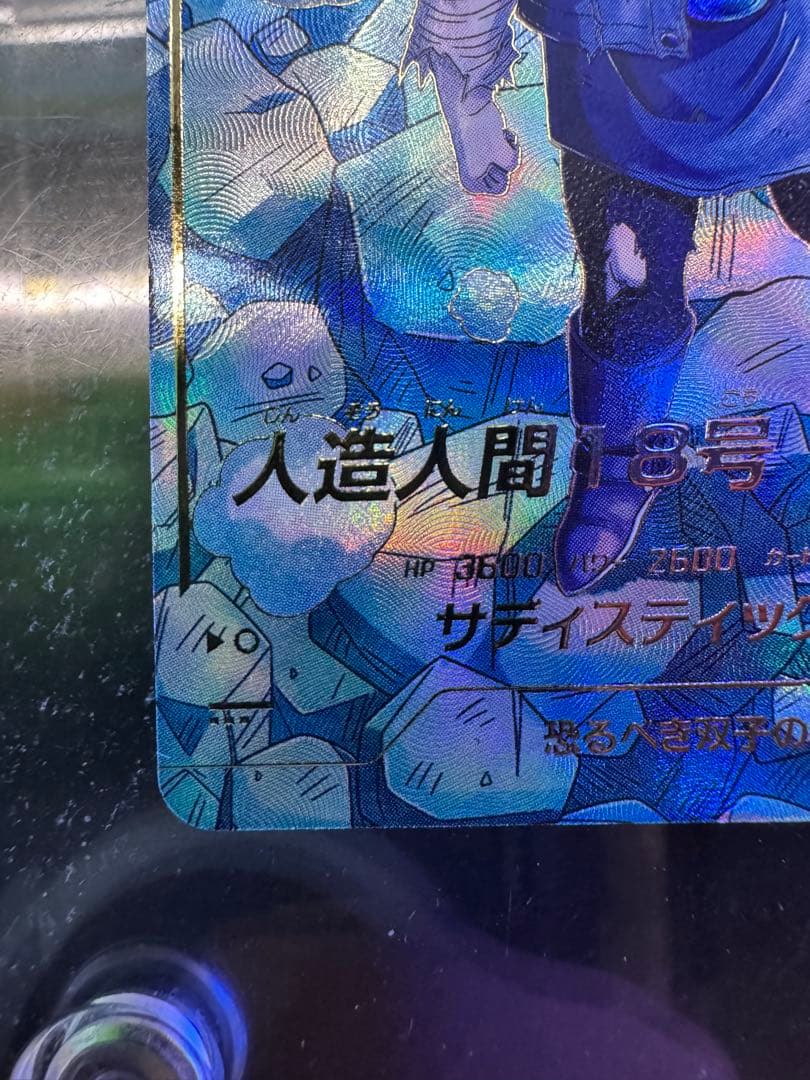 じん ぞう にん げん ごう
人造人間18号
HP 3600 パワー 2600
サディスティック
恐るべき双子の